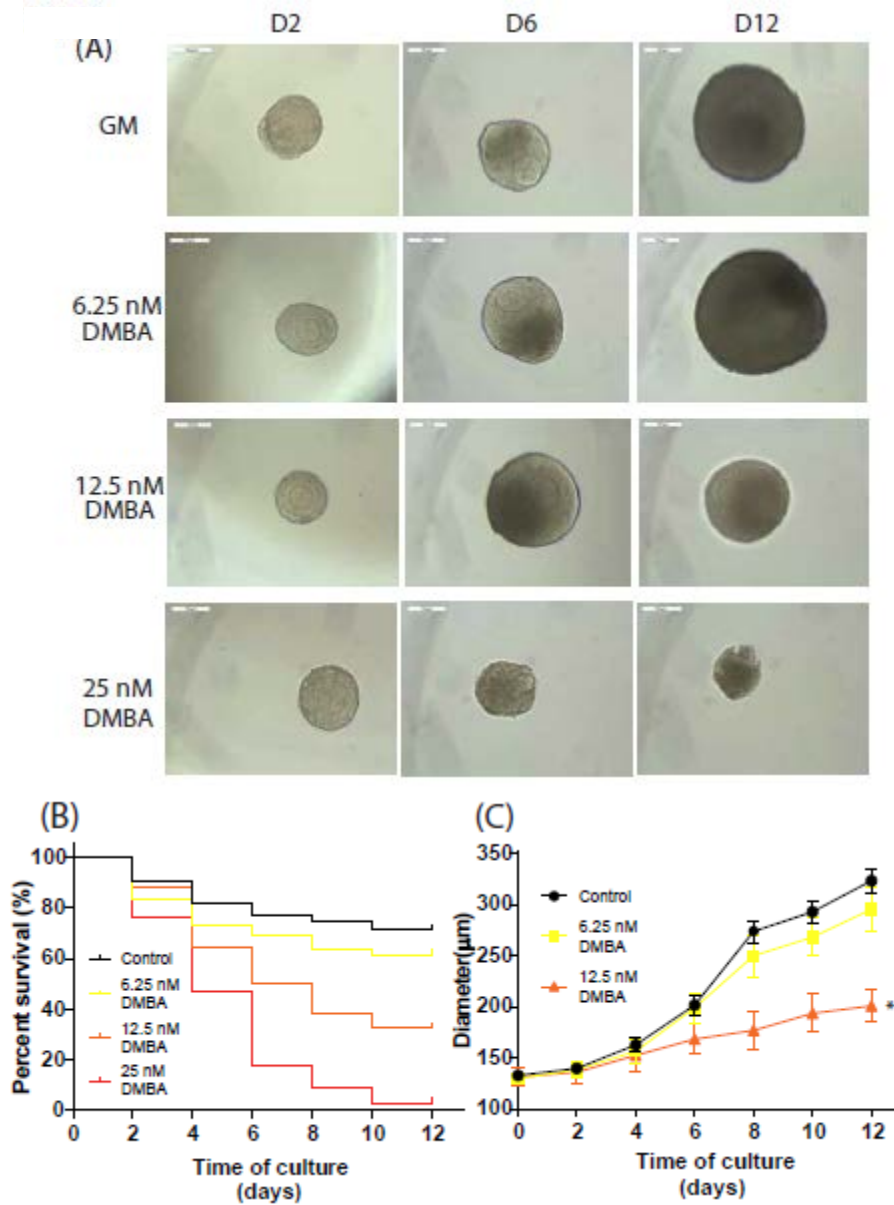 D2 D6 D12
(A)
GM
6.25 nM
DMBA
12.5 nM
DMBA
25 nM
DMBA
(B)
Percent survival (%)
100
80
60
40
20
0
Control
6.25 nM
DMBA
12.5 nM
DMBA
25 nM
DMBA
0 2 4 6 8 10 12
Time of culture
(days)
(C)
Diameter(µm)
350
300
250
200
150
100
Control
6.25 nM
DMBA
12.5 nM
DMBA
*
0 2 4 6 8 10 12
Time of culture
(days)